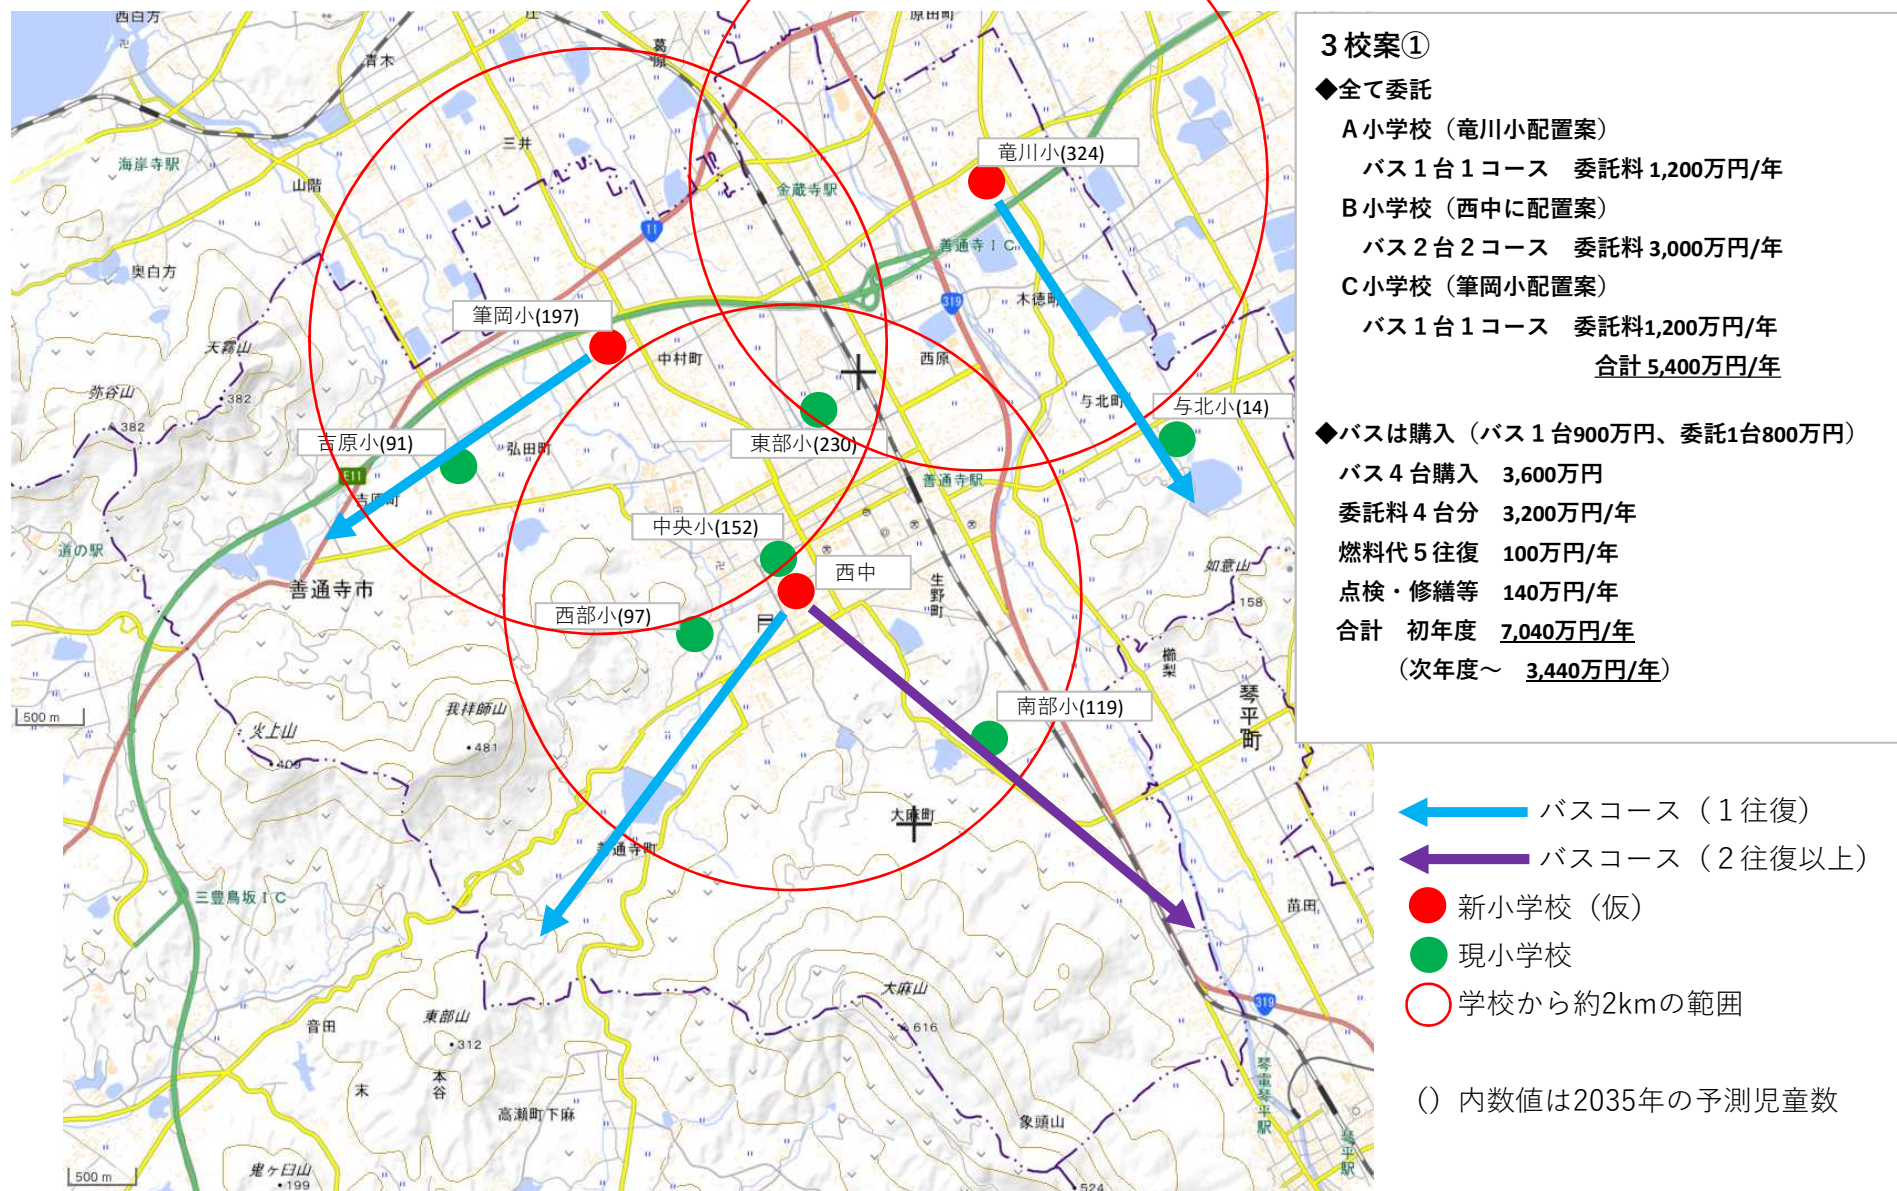 西白方
原田町
葛原
青木
三井
海岸寺駅
山階
金蔵寺駅
竜川小(324)
11
善通寺ＩＣ
奥白方
木徳町
319
筆岡小(197)
天霧山
中村町
西原
弥谷山
382
382
与北町
与北小(14)
吉原小(91)
弘田町
東部小(230)
E11
吉原町
善通寺駅
中央小(152)
道の駅
西中
如意山
善通寺市
生野町
158
西部小(97)
櫛梨
南部小(119)
琴平町
500 m
火上山
我拝師山
481
409
大麻町
善通寺町
三豊鳥坂ＩＣ
苗田
大麻山
616
319
音田
東部山
312
末
本谷
高瀬町下麻
象頭山
琴電琴平駅
琴平駅
鬼ヶ臼山
199
524
500 m
３校案①
◆全て委託
Ａ小学校（竜川小配置案）
バス１台１コース　委託料 1,200万円/年
Ｂ小学校（西中に配置案）
バス２台２コース　委託料 3,000万円/年
Ｃ小学校（筆岡小配置案）
バス１台１コース　委託料1,200万円/年
合計 5,400万円/年
◆バスは購入（バス１台900万円、委託1台800万円）
バス４台購入　3,600万円
委託料４台分　3,200万円/年
燃料代５往復　100万円/年
点検・修繕等　140万円/年
合計　初年度　7,040万円/年
（次年度～　3,440万円/年）
バスコース（１往復）
バスコース（２往復以上）
新小学校（仮）
現小学校
学校から約2kmの範囲
（）内数値は2035年の予測児童数